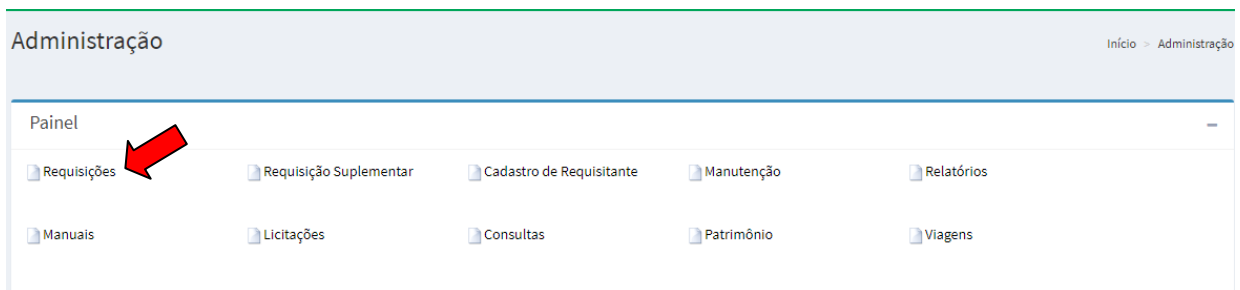 Administração
Início > Administração
Painel
Requisições Requisição Suplementar Cadastro de Requisitante Manutenção Relatórios
Manuais Licitações Consultas Patrimônio Viagens